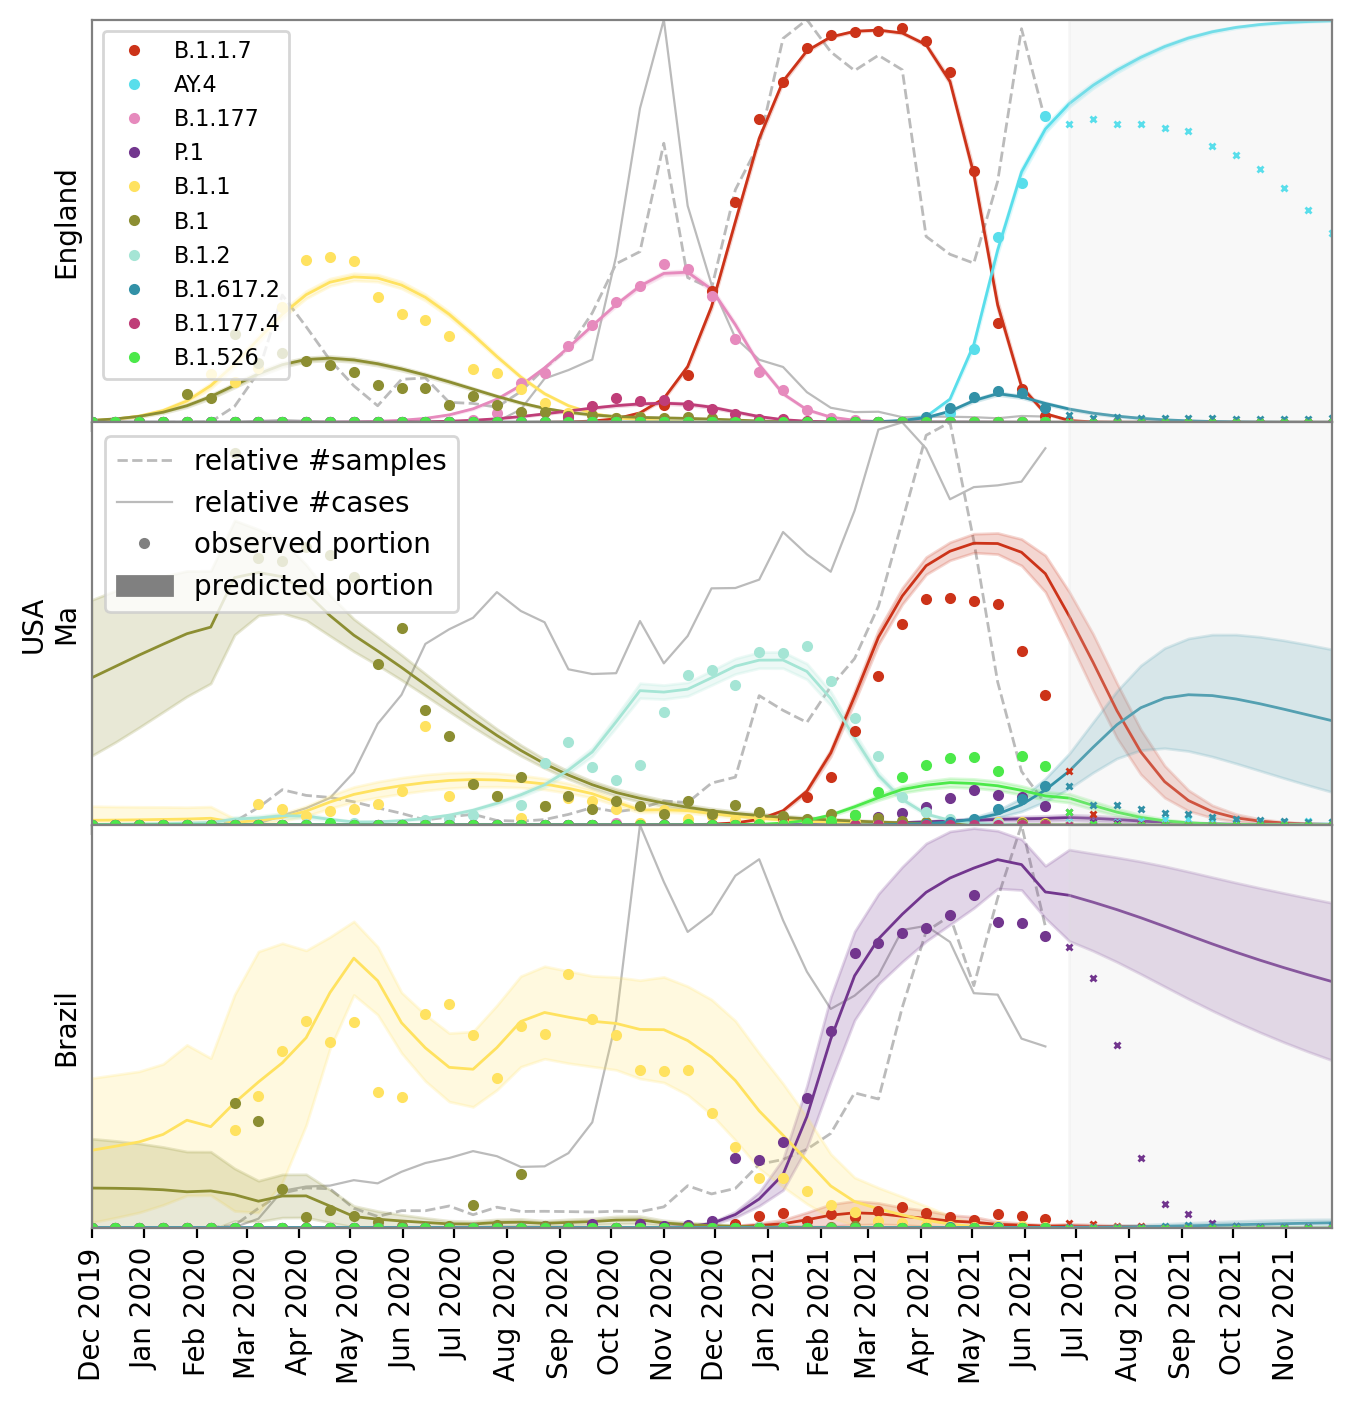 England
B.1.1.7
AY.4
B.1.177
P.1
B.1.1
B.1
B.1.2
B.1.617.2
B.1.177.4
B.1.526
USA
Ma
relative #samples
relative #cases
observed portion
predicted portion
Brazil
Dec 2019
Jan 2020
Feb 2020
Mar 2020
Apr 2020
May 2020
Jun 2020
Jul 2020
Aug 2020
Sep 2020
Oct 2020
Nov 2020
Dec 2020
Jan 2021
Feb 2021
Mar 2021
Apr 2021
May 2021
Jun 2021
Jul 2021
Aug 2021
Sep 2021
Oct 2021
Nov 2021